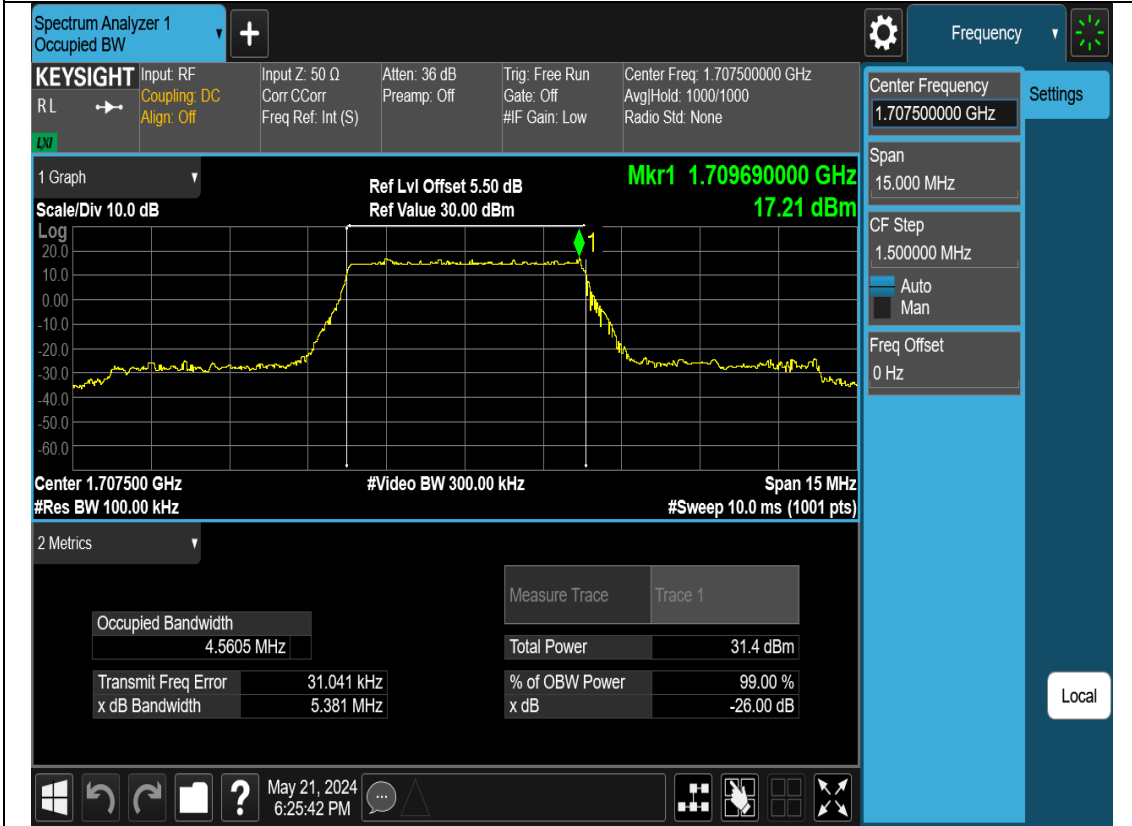 Spectrum Analyzer 1
Occupied BW
Frequency
KEYSIGHT
R L
LXI
Input: RF
Coupling: DC
Align: Off
Input Z: 50 Ω
Corr CCorr
Freq Ref: Int (S)
Atten: 36 dB
Preamp: Off
Trig: Free Run
Gate: Off
#IF Gain: Low
Center Freq: 1.707500000 GHz
Avg|Hold: 1000/1000
Radio Std: None
Center Frequency
1.707500000 GHz
Settings
Span
15.000 MHz
CF Step
1.500000 MHz
Auto
Man
Freq Offset
0 Hz
Local
1 Graph
Scale/Div 10.0 dB
Ref Lvl Offset 5.50 dB
Ref Value 30.00 dBm
Mkr1 1.709690000 GHz
17.21 dBm
Log
1
20.0
10.0
0.00
-10.0
-20.0
-30.0
-40.0
-50.0
-60.0
Center 1.707500 GHz
#Video BW 300.00 kHz
Span 15 MHz
#Res BW 100.00 kHz
#Sweep 10.0 ms (1001 pts)
2 Metrics
Measure Trace Trace 1
Occupied Bandwidth
4.5605 MHz
Total Power 31.4 dBm
Transmit Freq Error 31.041 kHz
% of OBW Power 99.00 %
x dB Bandwidth 5.381 MHz
x dB -26.00 dB
?
May 21, 2024
6:25:42 PM